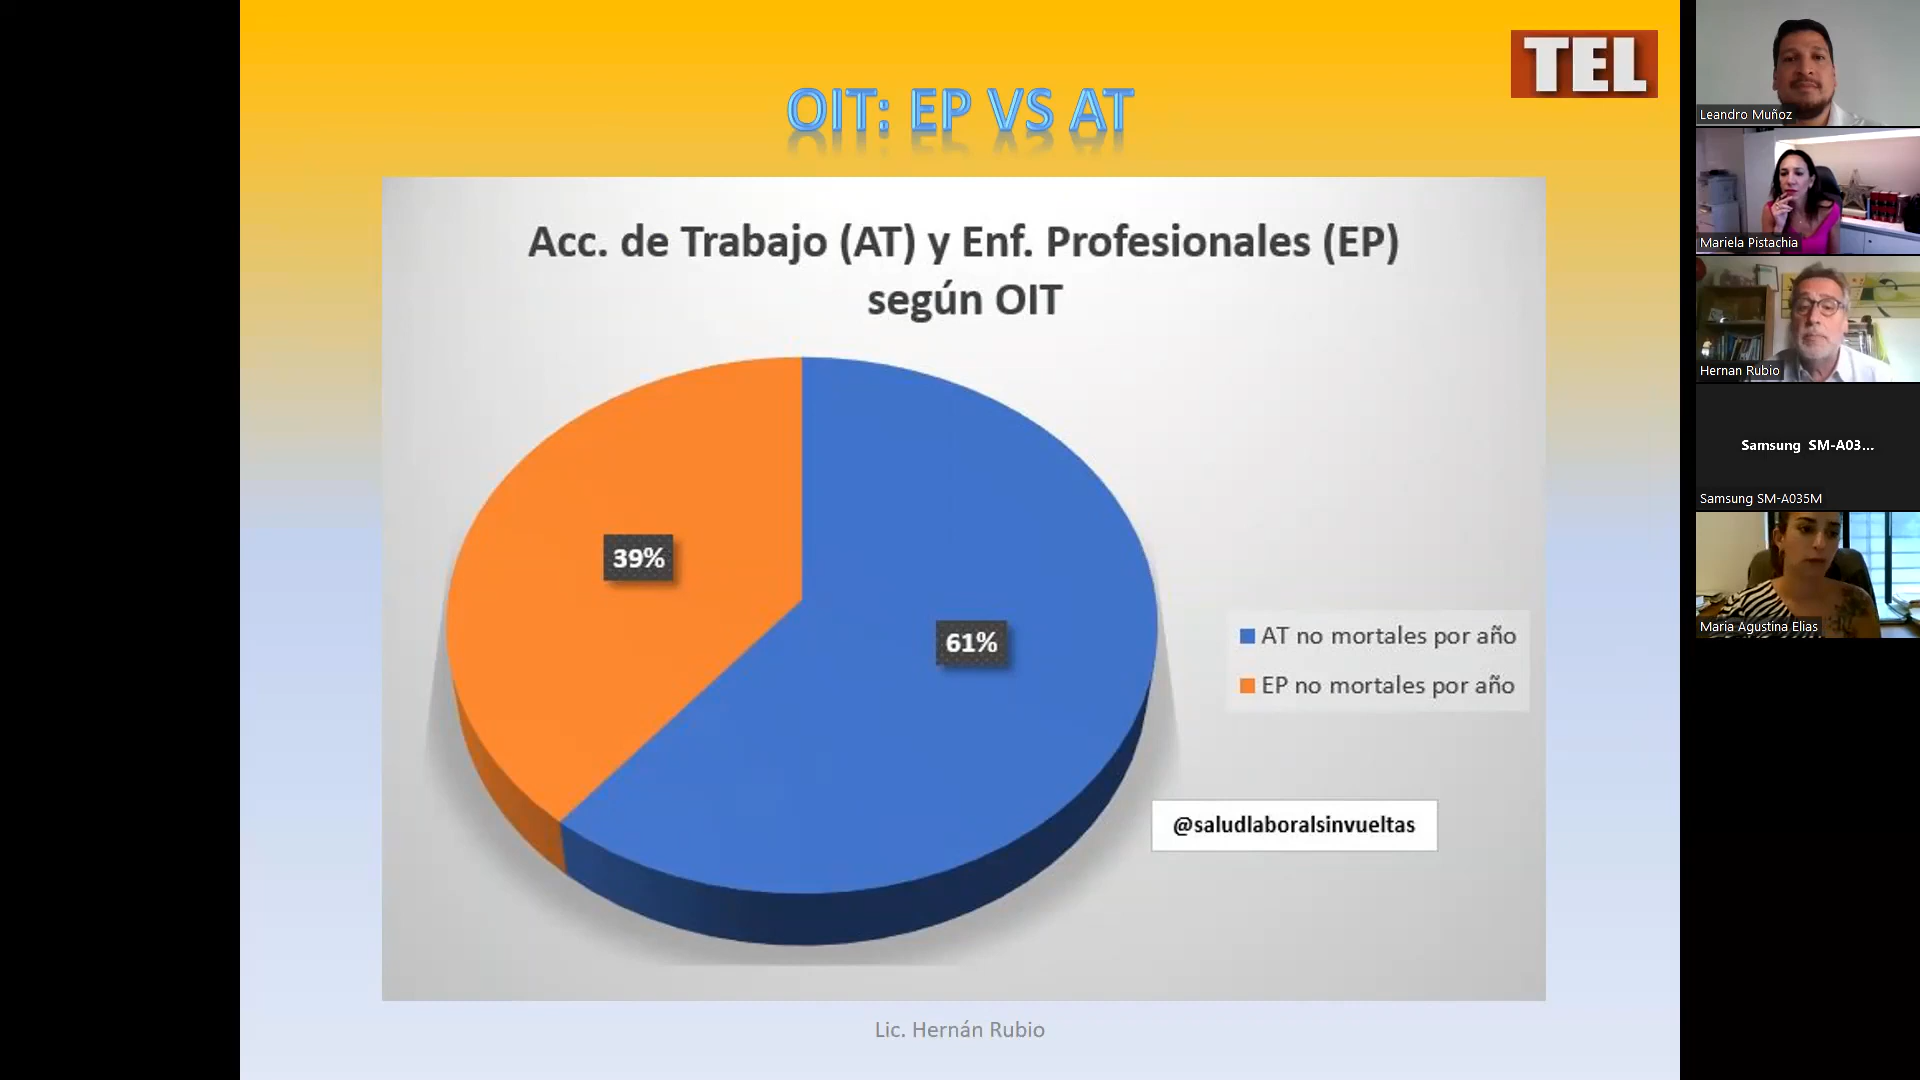 TEL
OIT: EP VS AT
Acc. de Trabajo (AT) y Enf. Profesionales (EP)
según OIT
39%
61%
AT no mortales por año
EP no mortales por año
@saludlaboralsinvueltas
Lic. Hernán Rubio
Leandro Muñoz
Mariela Pistachia
Hernan Rubio
Samsung SM-A03...
Samsung SM-A035M
Maria Agustina Elias